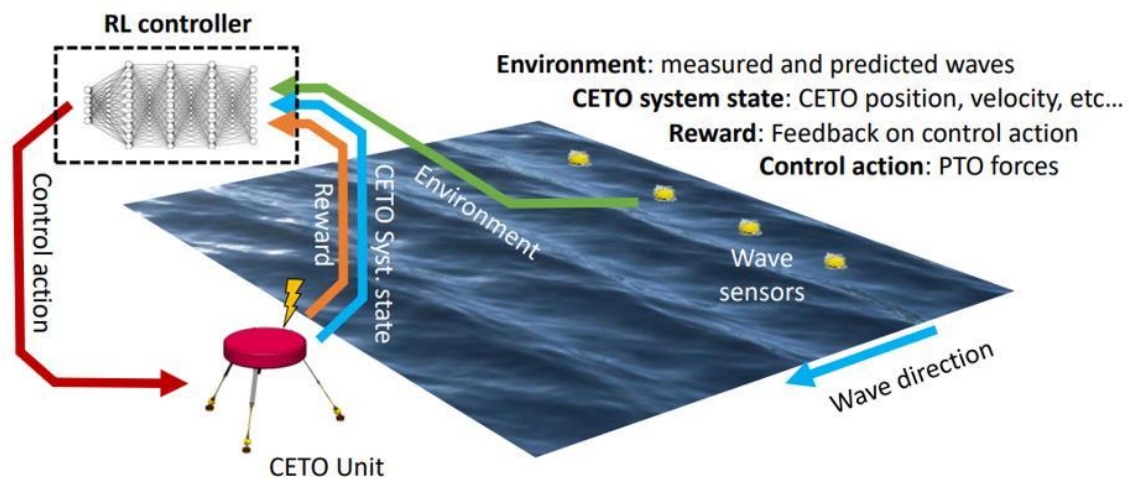 RL controller
Environment: measured and predicted waves
CETO system state: CETO position, velocity, etc…
Reward: Feedback on control action
Control action: PTO forces
Control action
Reward
CETO Syst. state
Environment
Wave
sensors
Wave direction
CETO Unit